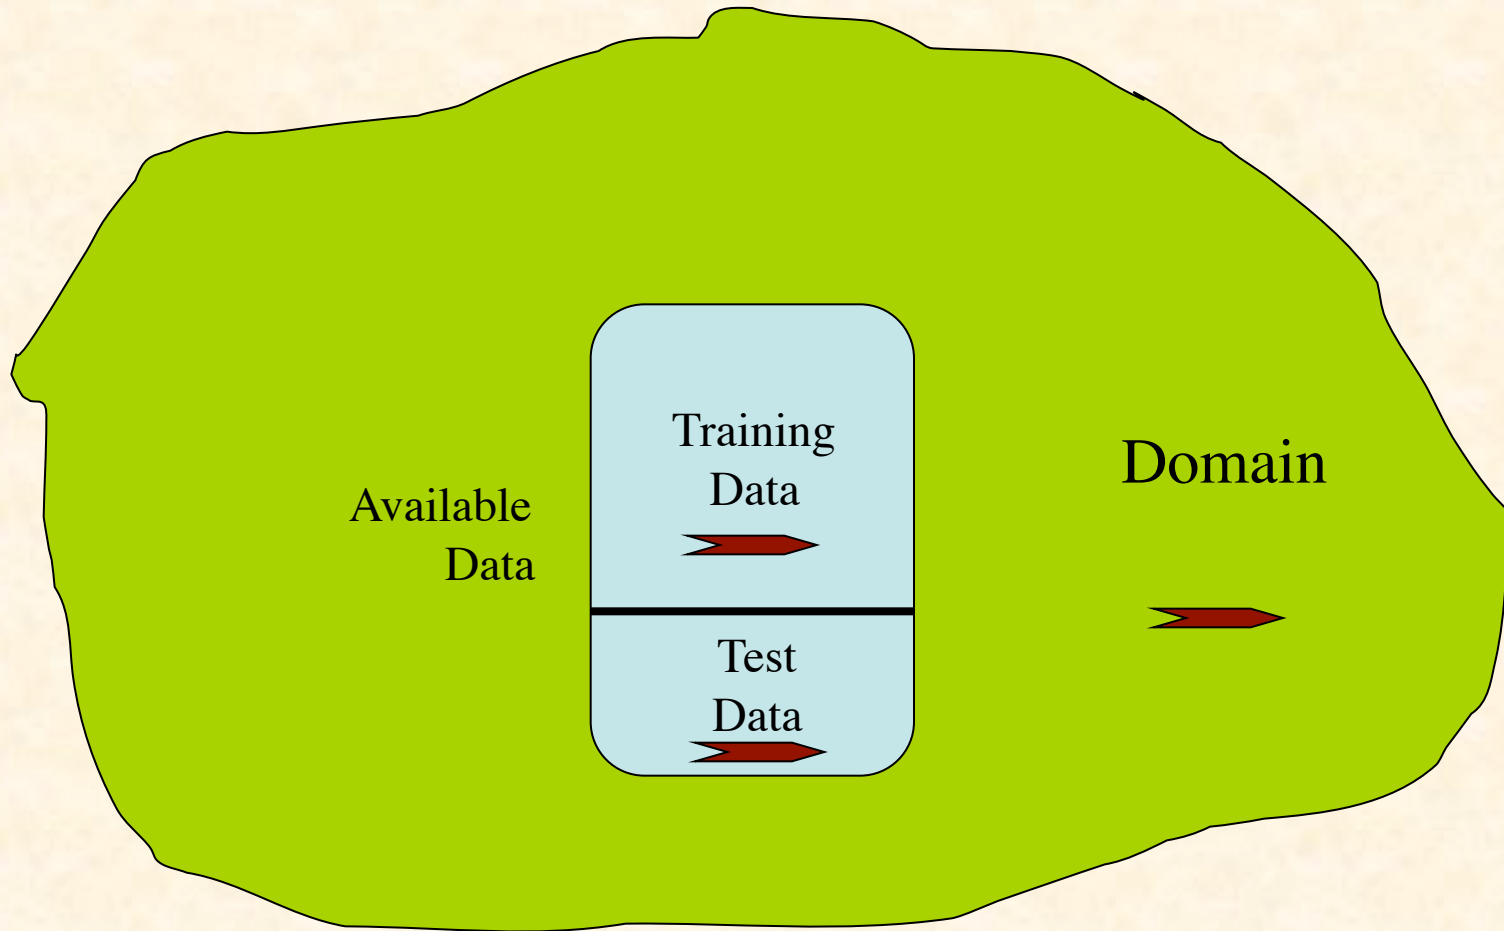 Training
Data
Available
Data
Domain
Test
Data